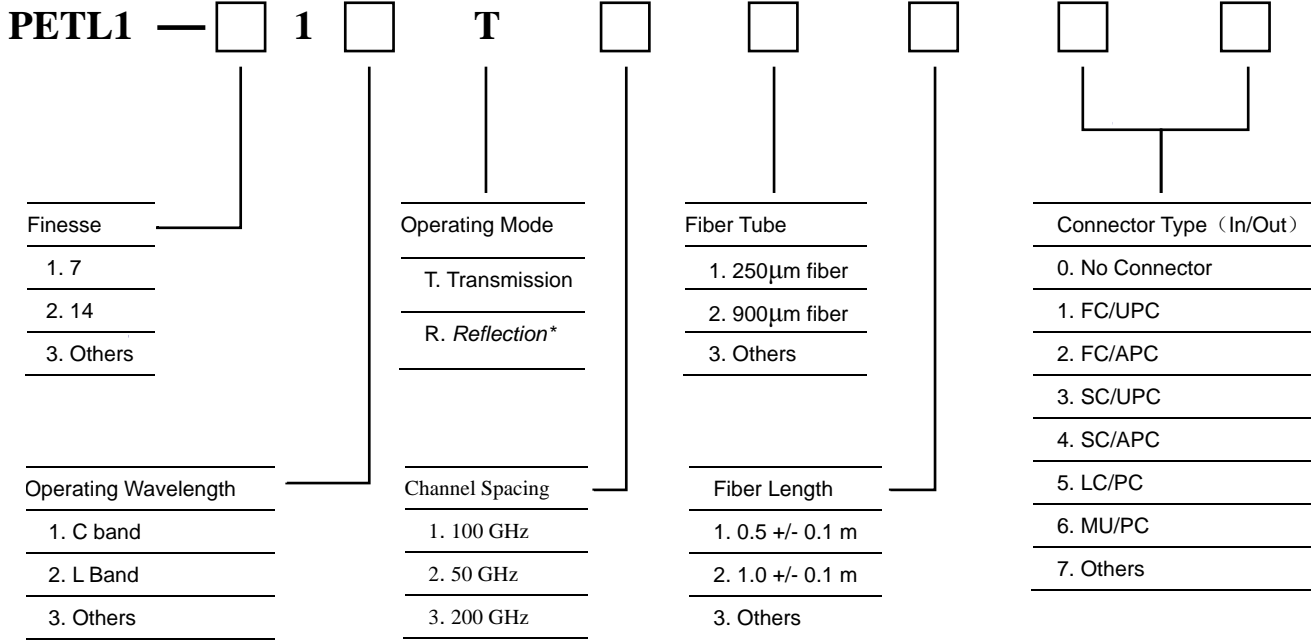 PETL1 — □ 1 □ T □ □ □ □ □
Finesse
1. 7
2. 14
3. Others
Operating Mode
T. Transmission
R. Reflection*
Fiber Tube
1. 250μm fiber
2. 900μm fiber
3. Others
Connector Type（In/Out）
0. No Connector
1. FC/UPC
2. FC/APC
3. SC/UPC
4. SC/APC
5. LC/PC
6. MU/PC
7. Others
Operating Wavelength
1. C band
2. L Band
3. Others
Channel Spacing
1. 100 GHz
2. 50 GHz
3. 200 GHz
Fiber Length
1. 0.5 +/- 0.1 m
2. 1.0 +/- 0.1 m
3. Others